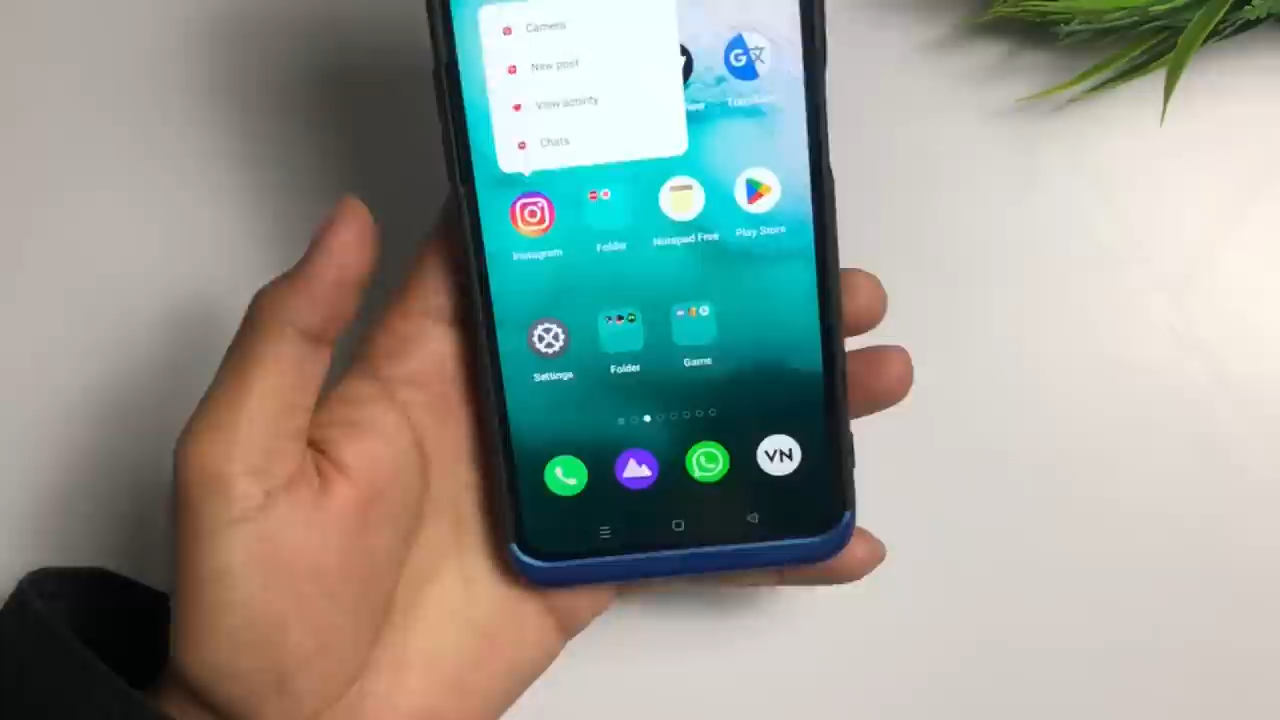 Camera
New post
View activity
Chats
G
Instagram
Folder
Notepad Free
Play Store
Settings
Folder
Game
VN